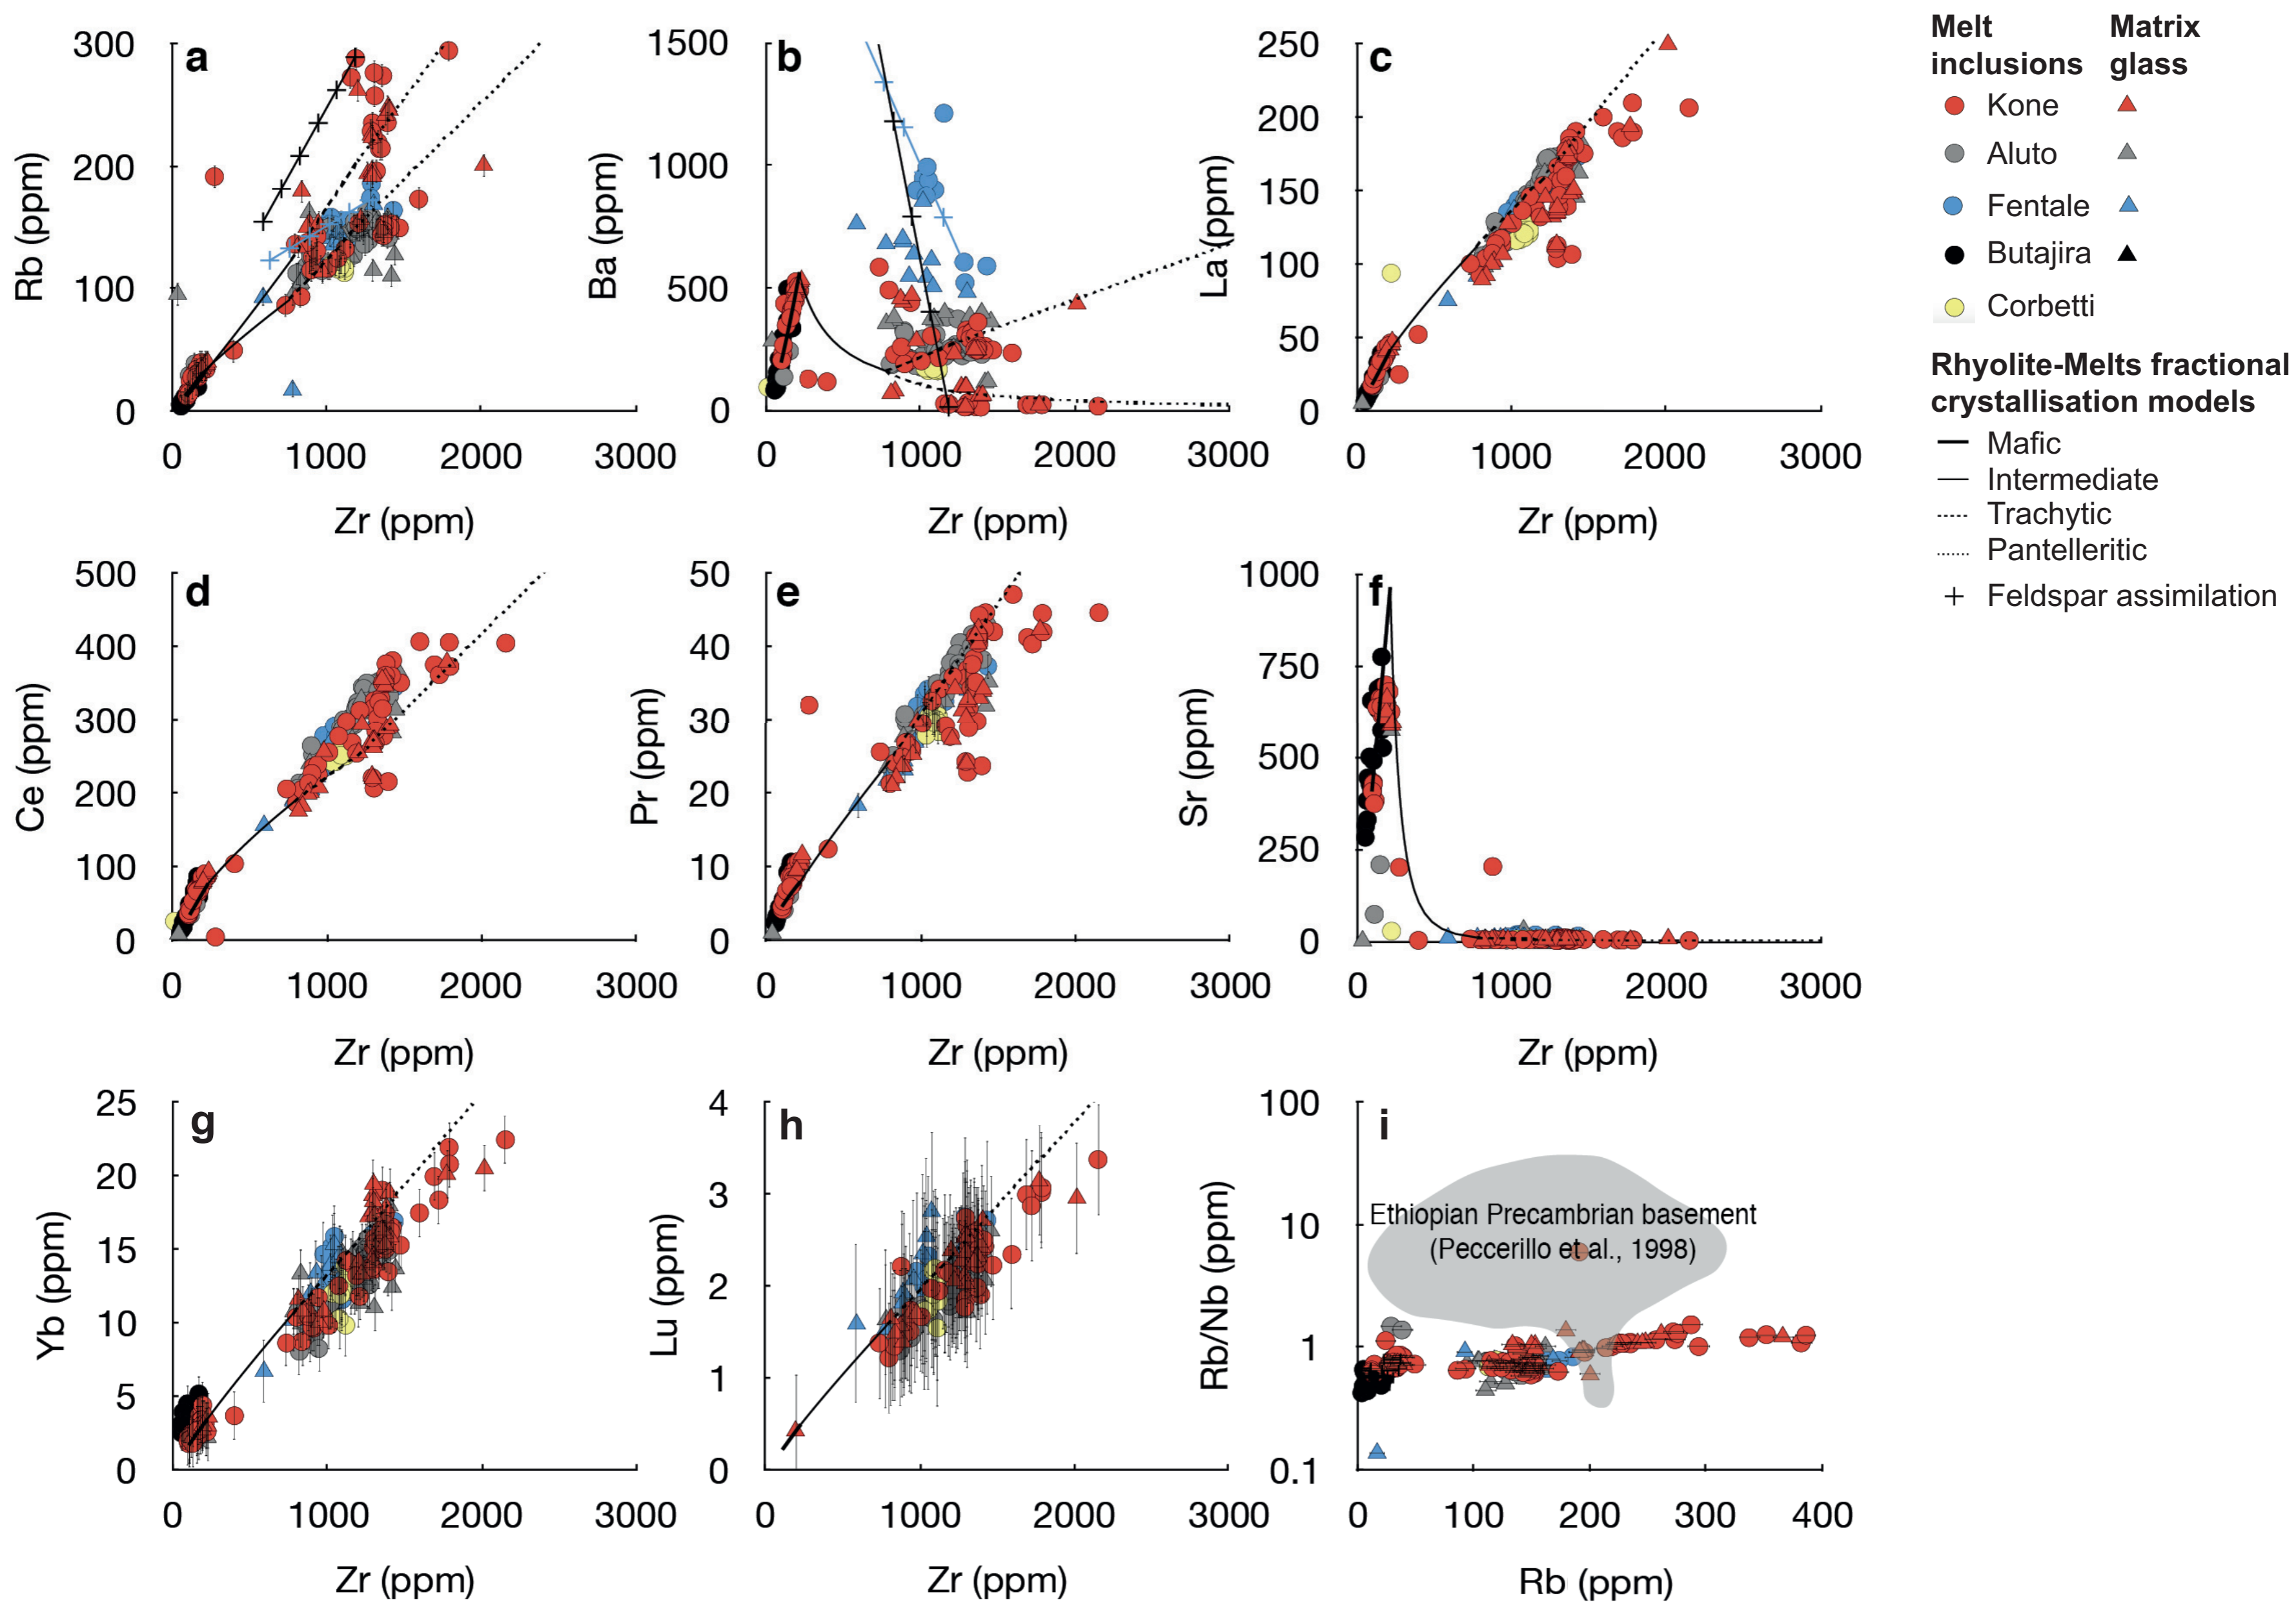 a
300
200
100
0
Rb (ppm)
0 1000 2000 3000
Zr (ppm)
b
1500
1000
500
0
Ba (ppm)
0 1000 2000 3000
Zr (ppm)
c
250
200
150
100
50
0
La (ppm)
0 1000 2000 3000
Zr (ppm)
Melt Matrix
inclusions glass
Kone
Aluto
Fentale
Butajira
Corbetti
Rhyolite-Melts fractional
crystallisation models
Mafic
Intermediate
Trachytic
Pantelleritic
Feldspar assimilation
d
500
400
300
200
100
0
Ce (ppm)
0 1000 2000 3000
Zr (ppm)
e
50
40
30
20
10
0
Pr (ppm)
0 1000 2000 3000
Zr (ppm)
f
1000
750
500
250
0
Sr (ppm)
0 1000 2000 3000
Zr (ppm)
g
25
20
15
10
5
0
Yb (ppm)
0 1000 2000 3000
Zr (ppm)
h
4
3
2
1
0
Lu (ppm)
0 1000 2000 3000
Zr (ppm)
i
100
10
1
0.1
Rb/Nb (ppm)
Ethiopian Precambrian basement
(Peccerillo et al., 1998)
0 100 200 300 400
Rb (ppm)